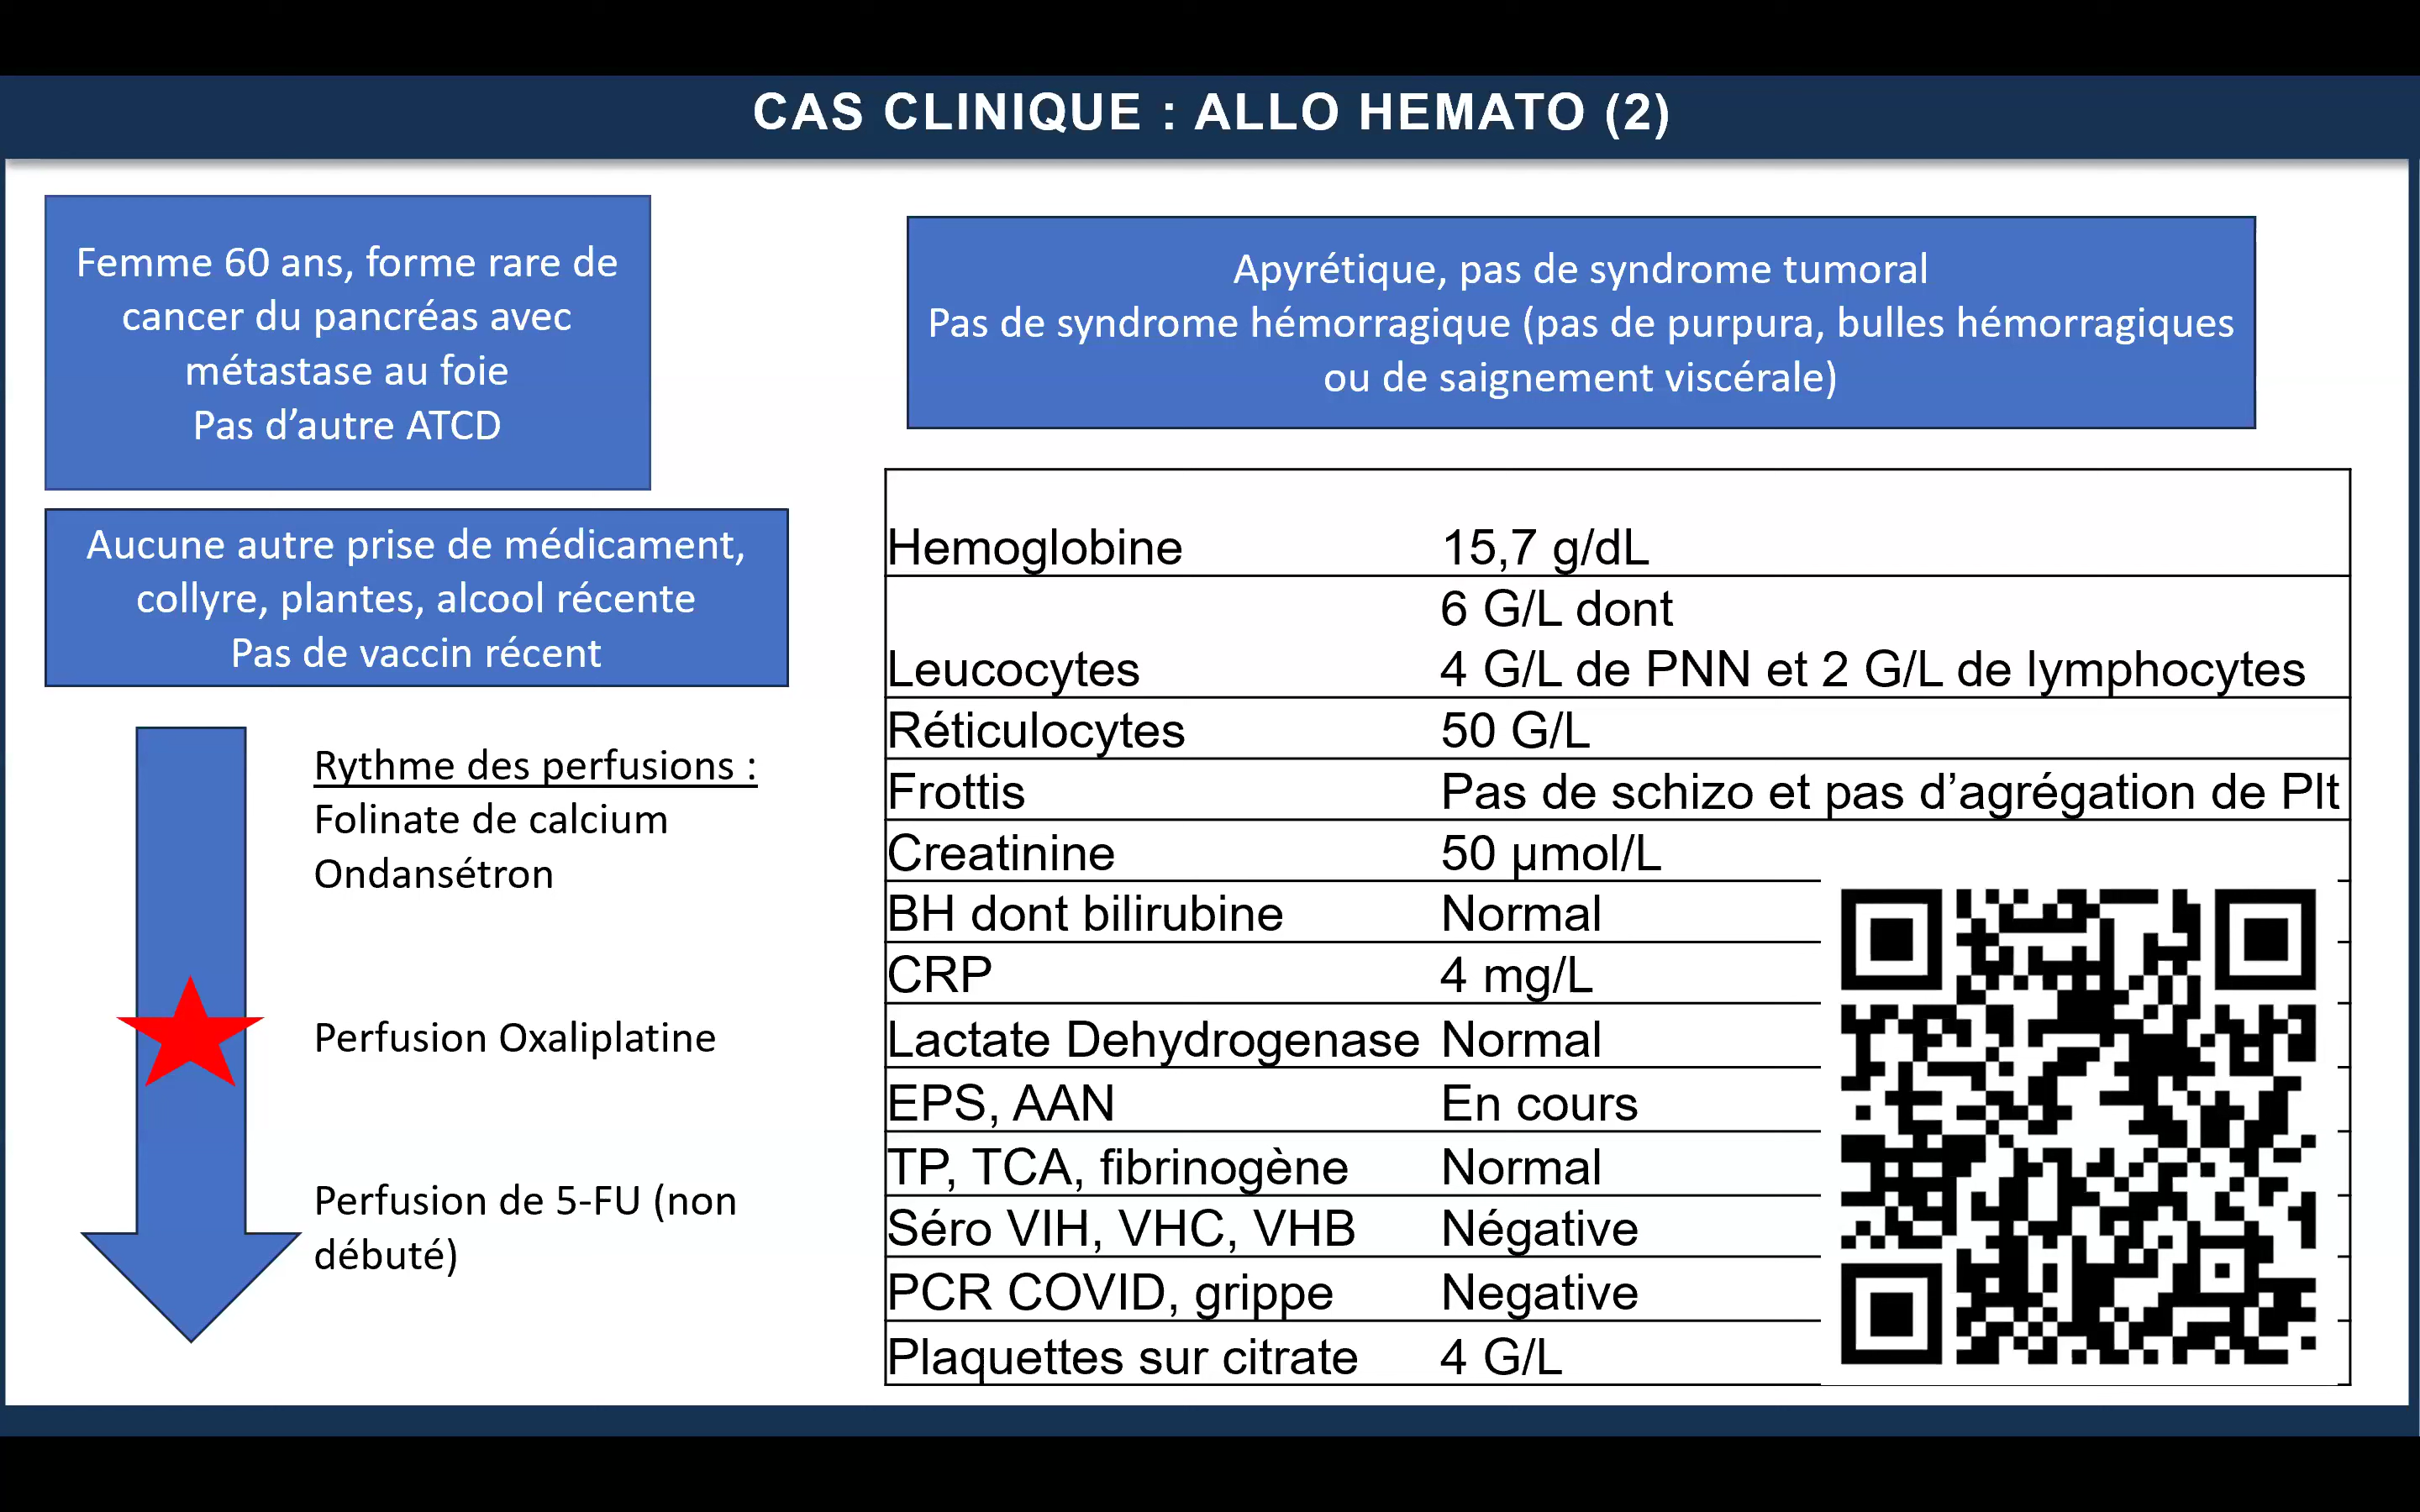 CAS CLINIQUE : ALLO HEMATO (2)
Femme 60 ans, forme rare de
cancer du pancréas avec
métastase au foie
Pas d’autre ATCD
Aucune autre prise de médicament,
collyre, plantes, alcool récente
Pas de vaccin récent
Rythme des perfusions :
Folinate de calcium
Ondansétron
Perfusion Oxaliplatine
Perfusion de 5-FU (non
débuté)
Apyrétique, pas de syndrome tumoral
Pas de syndrome hémorragique (pas de purpura, bulles hémorragiques
ou de saignement viscérale)
Hemoglobine 15,7 g/dL
6 G/L dont
Leucocytes 4 G/L de PNN et 2 G/L de lymphocytes
Réticulocytes 50 G/L
Frottis Pas de schizo et pas d’agrégation de Plt
Creatinine 50 µmol/L
BH dont bilirubine Normal
CRP 4 mg/L
Lactate Dehydrogenase Normal
EPS, AAN En cours
TP, TCA, fibrinogène Normal
Séro VIH, VHC, VHB Négative
PCR COVID, grippe Negative
Plaquettes sur citrate 4 G/L